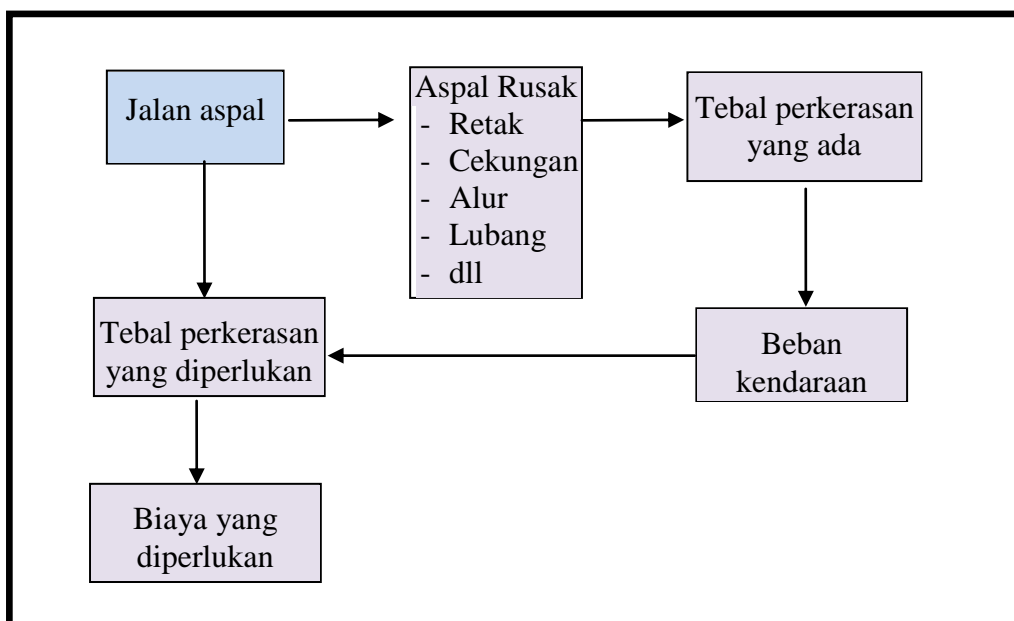 Jalan aspal
Aspal Rusak
- Retak
- Cekungan
- Alur
- Lubang
- dll
Tebal perkerasan
yang ada
Tebal perkerasan
yang diperlukan
Beban
kendaraan
Biaya yang
diperlukan